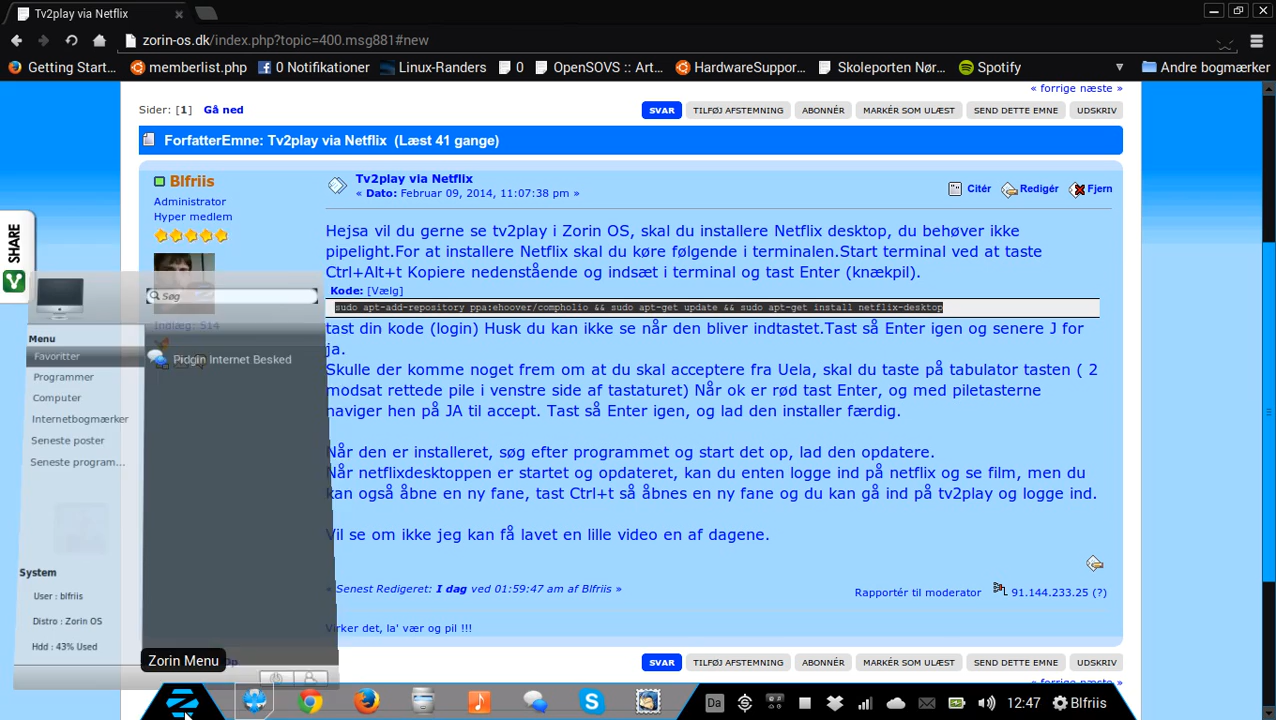 Tv2play via Netflix
zorin-os.dk/index.php?topic=400.msg881#new
Getting Start... memberlist.php 0 Notifikationer Linux-Randers 0 OpenSOVS :: Art... HardwareSuppor... Skoleporten Nør... Spotify Andre bogmærker
« forrige næste »
Sider: [1] Gå ned SVAR TILFØJ AFSTEMNING ABONNÉR MARKÉR SOM ULÆST SEND DETTE EMNE UDSKRIV
ForfatterEmne: Tv2play via Netflix (Læst 41 gange)
Blfriis
Administrator
Hyper medlem
Indlæg: 514
Tv2play via Netflix
« Dato: Februar 09, 2014, 11:07:38 pm »
Citér Redigér Fjern
Hejsa vil du gerne se tv2play i Zorin OS, skal du installere Netflix desktop, du behøver ikke
pipelight.For at installere Netflix skal du køre følgende i terminalen.Start terminal ved at taste
Ctrl+Alt+t Kopiere nedenstående og indsæt i terminal og tast Enter (knækpil).
Kode: [Vælg]
sudo apt-add-repository ppa:ehoover/compholio && sudo apt-get update && sudo apt-get install netflix-desktop
tast din kode (login) Husk du kan ikke se når den bliver indtastet.Tast så Enter igen og senere J for
ja.
Skulle der komme noget frem om at du skal acceptere fra Uela, skal du taste på tabulator tasten ( 2
modsat rettede pile i venstre side af tastaturet) Når ok er rød tast Enter, og med piletasterne
naviger hen på JA til accept. Tast så Enter igen, og lad den installer færdig.
Når den er installeret, søg efter programmet og start det op, lad den opdatere.
Når netflixdesktoppen er startet og opdateret, kan du enten logge ind på netflix og se film, men du
kan også åbne en ny fane, tast Ctrl+t så åbnes en ny fane og du kan gå ind på tv2play og logge ind.
Vil se om ikke jeg kan få lavet en lille video en af dagene.
« Senest Redigeret: I dag ved 01:59:47 am af Blfriis »
Rapportér til moderator 91.144.233.25 (?)
Virker det, la' vær og pil !!!
SVAR TILFØJ AFSTEMNING ABONNÉR MARKÉR SOM ULÆST SEND DETTE EMNE UDSKRIV
« forrige næste »
SHARE
Søg
Menu
Favoritter
Programmer
Computer
Internetbogmærker
Seneste poster
Seneste program...
Pidgin Internet Besked
System
User : blfriis
Distro : Zorin OS
Hdd : 43% Used
Zorin Menu
Da 12:47 Blfriis